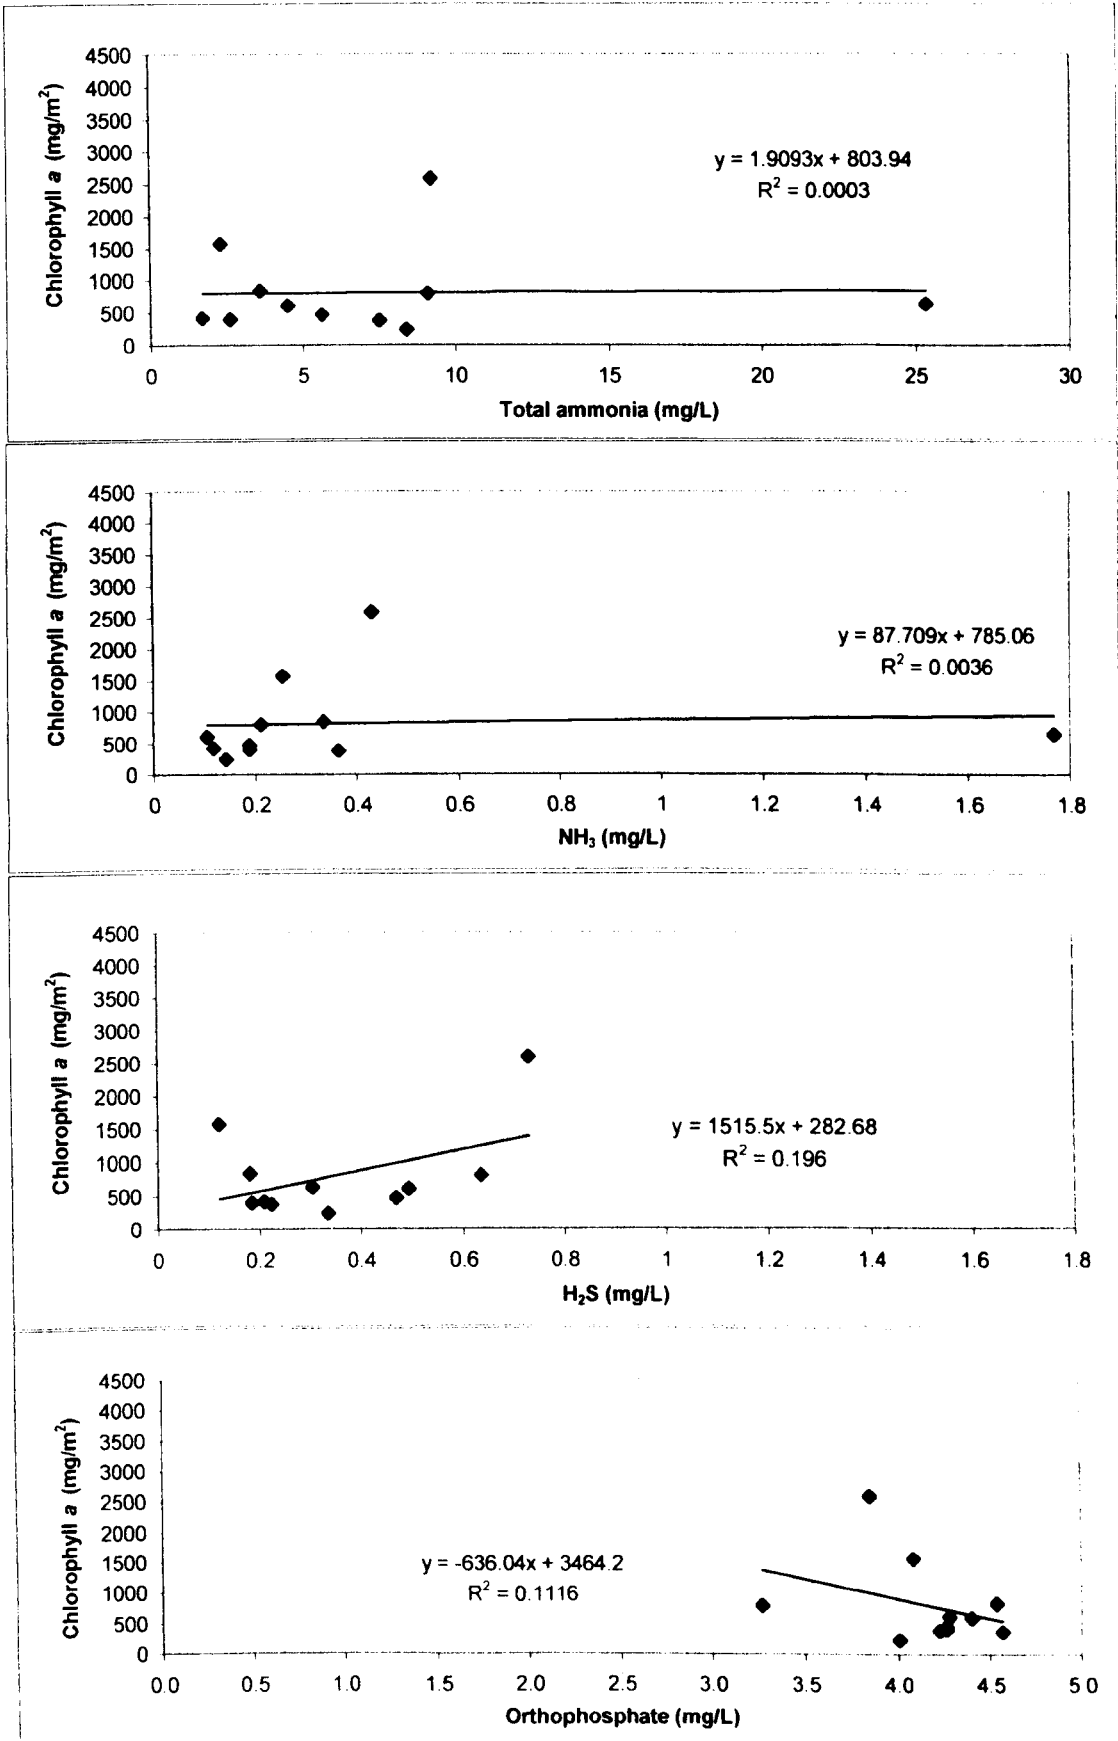 4500
4000
3500
3000
2500
2000
1500
1000
500
0
Chlorophyll a (mg/m²)
y = 1.9093x + 803.94
R² = 0.0003
0 5 10 15 20 25 30
Total ammonia (mg/L)
4500
4000
3500
3000
2500
2000
1500
1000
500
0
Chlorophyll a (mg/m²)
y = 87.709x + 785.06
R² = 0.0036
0 0.2 0.4 0.6 0.8 1 1.2 1.4 1.6 1.8
NH₃ (mg/L)
4500
4000
3500
3000
2500
2000
1500
1000
500
0
Chlorophyll a (mg/m²)
y = 1515.5x + 282.68
R² = 0.196
0 0.2 0.4 0.6 0.8 1 1.2 1.4 1.6 1.8
H₂S (mg/L)
4500
4000
3500
3000
2500
2000
1500
1000
500
0
Chlorophyll a (mg/m²)
y = -636.04x + 3464.2
R² = 0.1116
0.0 0.5 1.0 1.5 2.0 2.5 3.0 3.5 4.0 4.5 5.0
Orthophosphate (mg/L)